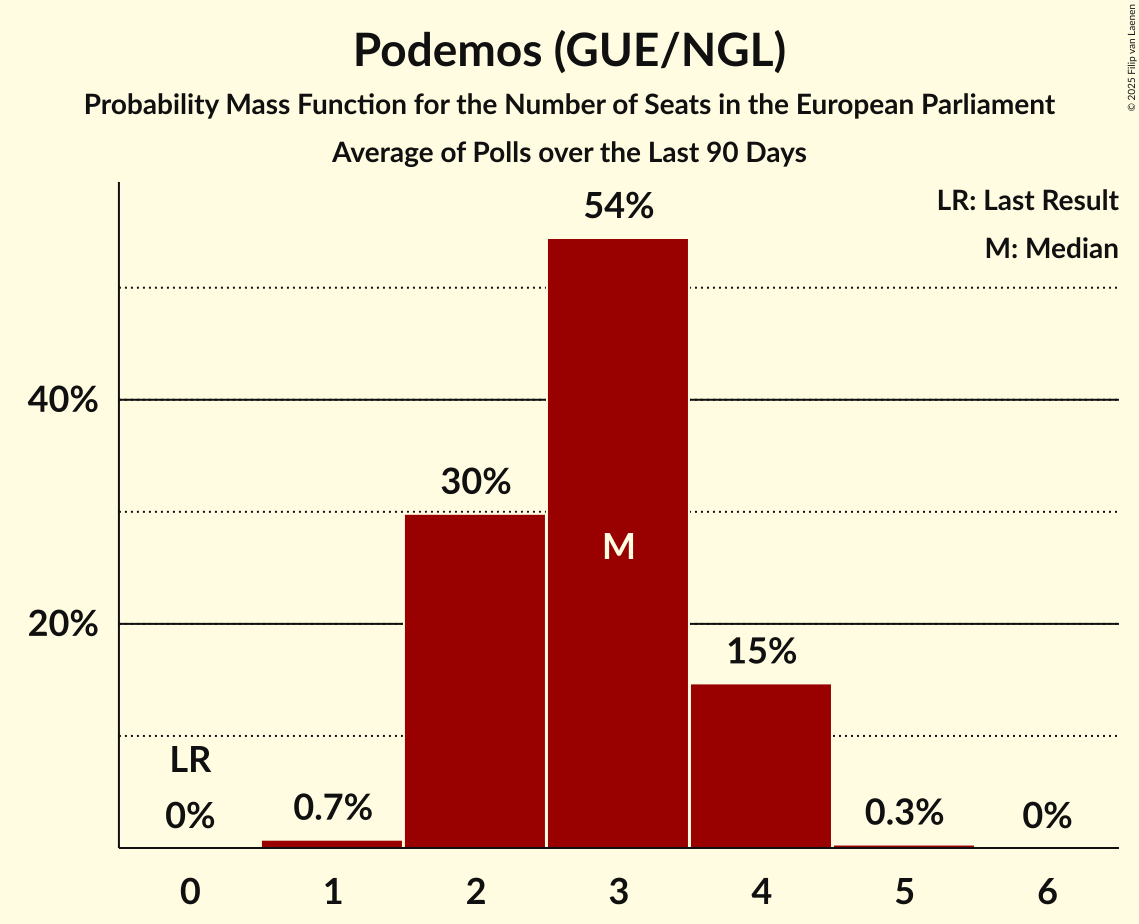 Podemos (GUE/NGL)
Probability Mass Function for the Number of Seats in the European Parliament
Average of Polls over the Last 90 Days
© 2025 Filip van Laenen
LR: Last Result
M: Median
54%
40%
30%
M
20%
15%
LR
0%
0.7%
0.3%
0%
0 1 2 3 4 5 6